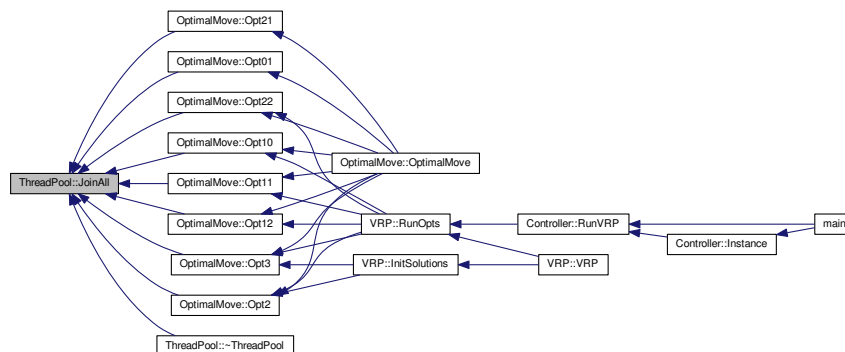 OptimalMove::Opt21
OptimalMove::Opt01
OptimalMove::Opt22
OptimalMove::Opt10
OptimalMove::OptimalMove
ThreadPool::JoinAll
OptimalMove::Opt11
OptimalMove::Opt12
VRP::RunOpts
Controller::RunVRP
main
Controller::Instance
OptimalMove::Opt3
VRP::InitSolutions
VRP::VRP
OptimalMove::Opt2
ThreadPool::~ThreadPool